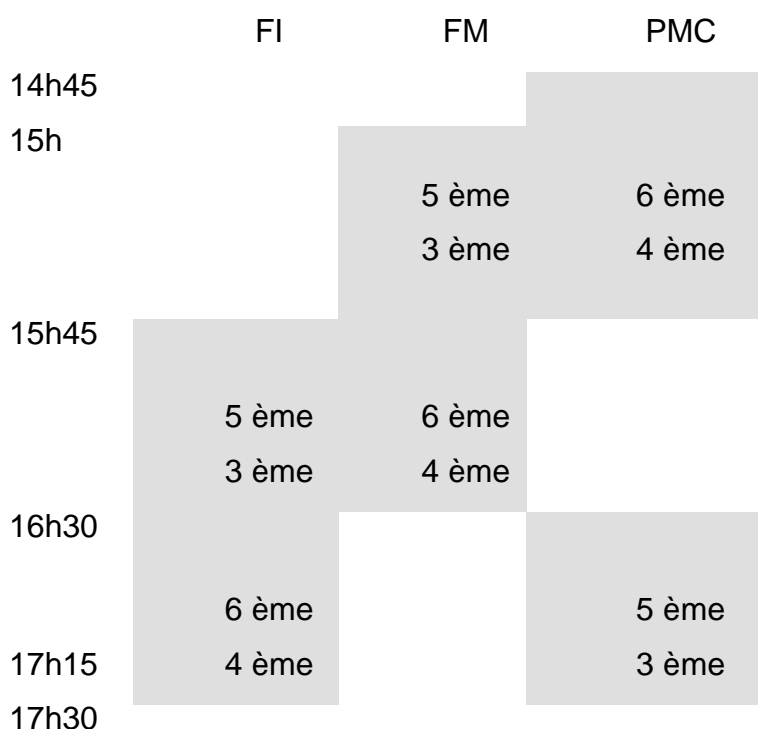 FI FM PMC
14h45
15h
5 ème 6 ème
3 ème 4 ème
15h45
5 ème 6 ème
3 ème 4 ème
16h30
6 ème 5 ème
17h15 4 ème 3 ème
17h30